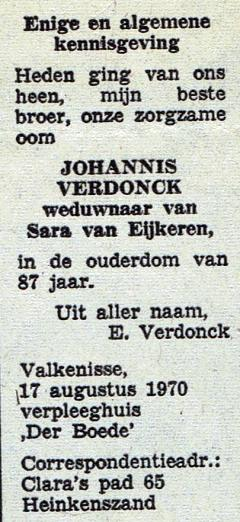 Enige en algemene
kennisgeving
Heden ging van ons
heen, mijn beste
broer, onze zorgzame
oom
JOHANNIS
VERDONCK
weduwnaar van
Sara van Eijkeren,
in de ouderdom van
87 jaar.
Uit aller naam,
E. Verdonck
Valkenisse,
17 augustus 1970
verpleeghuis
‚Der Boede’
Correspondentieadr.:
Clara's pad 65
Heinkenszand